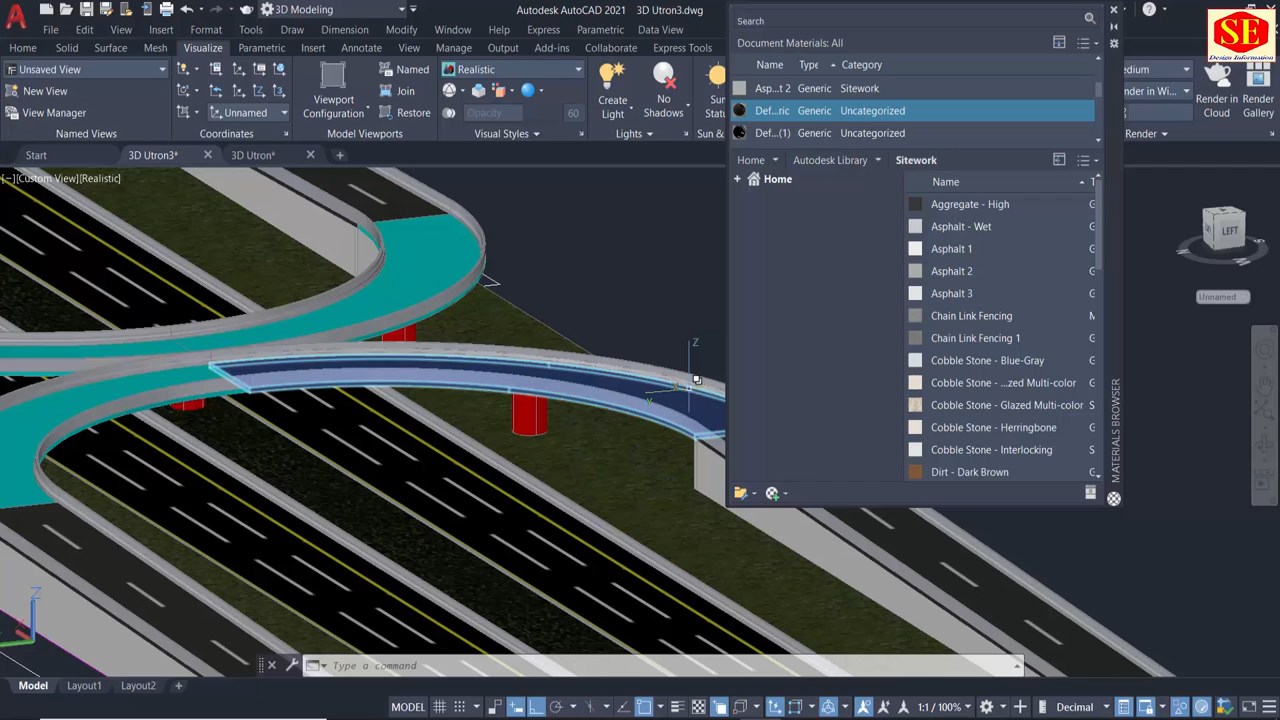 3D Modeling
Autodesk AutoCAD 2021 3D Utron3.dwg
File Edit View Insert Format Tools Draw Dimension Modify Window Help Express Parametric Data View
Home Solid Surface Mesh Visualize Parametric Insert Annotate View Manage Output Add-ins Collaborate Express Tools
Unsaved View
New View
View Manager
Named Views
Unnamed
Coordinates
Viewport
Configuration
Named
Join
Restore
Model Viewports
Realistic
Opacity 60
Visual Styles
Create
Light
No
Shadows
Lights
Sun
Sun &
Render in
Cloud
Render
Gallery
Render
SE
Design Information
Start 3D Utron3* 3D Utron*
[−][Custom View][Realistic]
Search
Document Materials: All
Name Type Category
Asp...t 2 Generic Sitework
Def...ric Generic Uncategorized
Def...(1) Generic Uncategorized
Home Autodesk Library Sitework
Home
Name
Aggregate - High G
Asphalt - Wet G
Asphalt 1 G
Asphalt 2 G
Asphalt 3 G
Chain Link Fencing M
Chain Link Fencing 1 G
Cobble Stone - Blue-Gray G
Cobble Stone - ...zed Multi-color S
Cobble Stone - Glazed Multi-color S
Cobble Stone - Herringbone G
Cobble Stone - Interlocking S
Dirt - Dark Brown G
MATERIALS BROWSER
LEFT
Unnamed
Z
Y
Z
Type a command
Model Layout1 Layout2
MODEL 1:1 / 100% Decimal